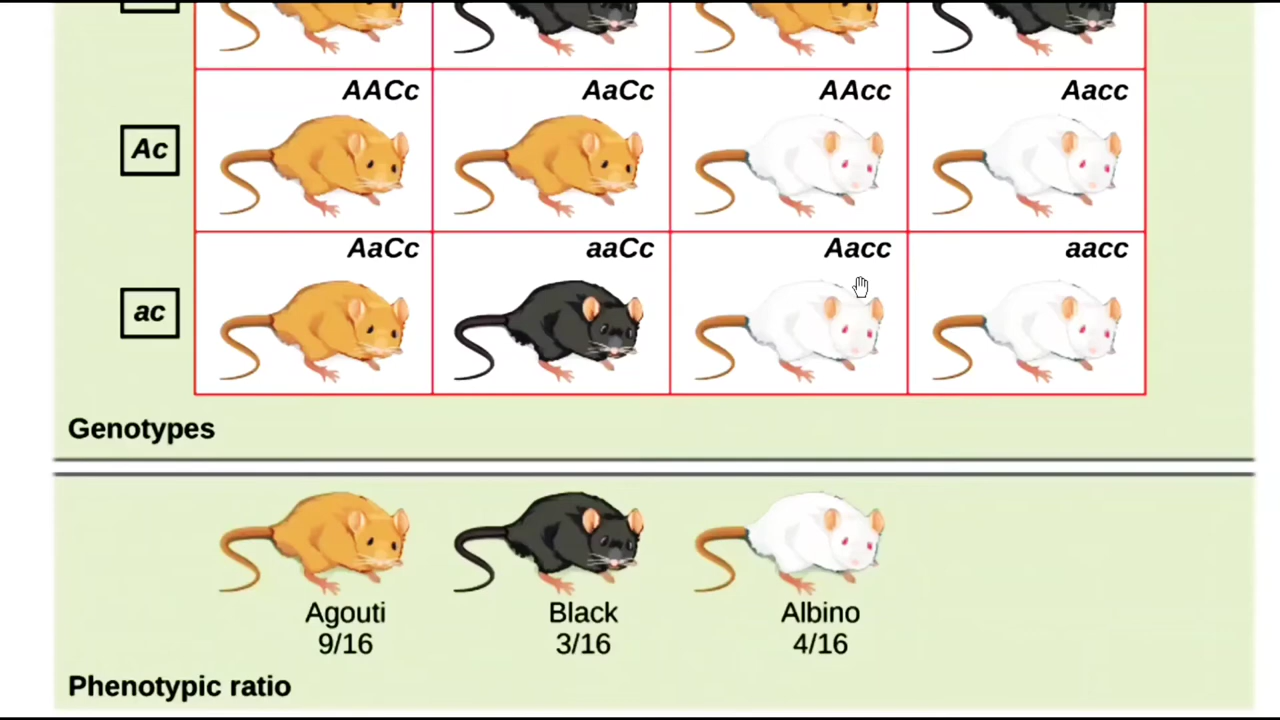 AACc AaCc AAcc Aacc
Ac
AaCc aaCc Aacc aacc
ac
Genotypes
Agouti Black Albino
9/16 3/16 4/16
Phenotypic ratio